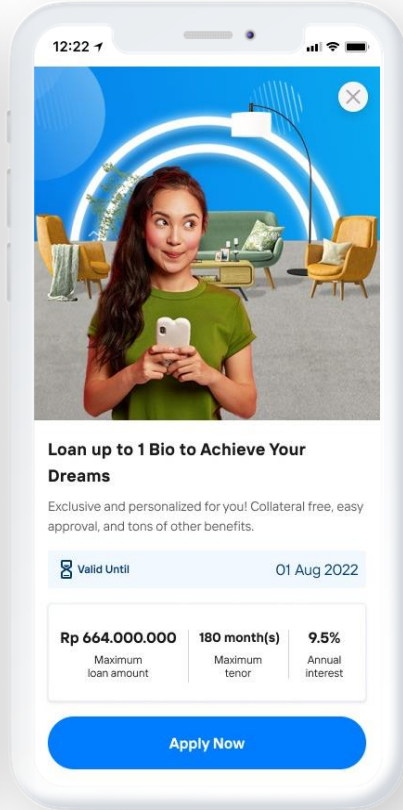 12:22
Loan up to 1 Bio to Achieve Your
Dreams
Exclusive and personalized for you! Collateral free, easy
approval, and tons of other benefits.
Valid Until
01 Aug 2022
Rp 664.000.000
Maximum
loan amount
180 month(s)
Maximum
tenor
9.5%
Annual
interest
Apply Now